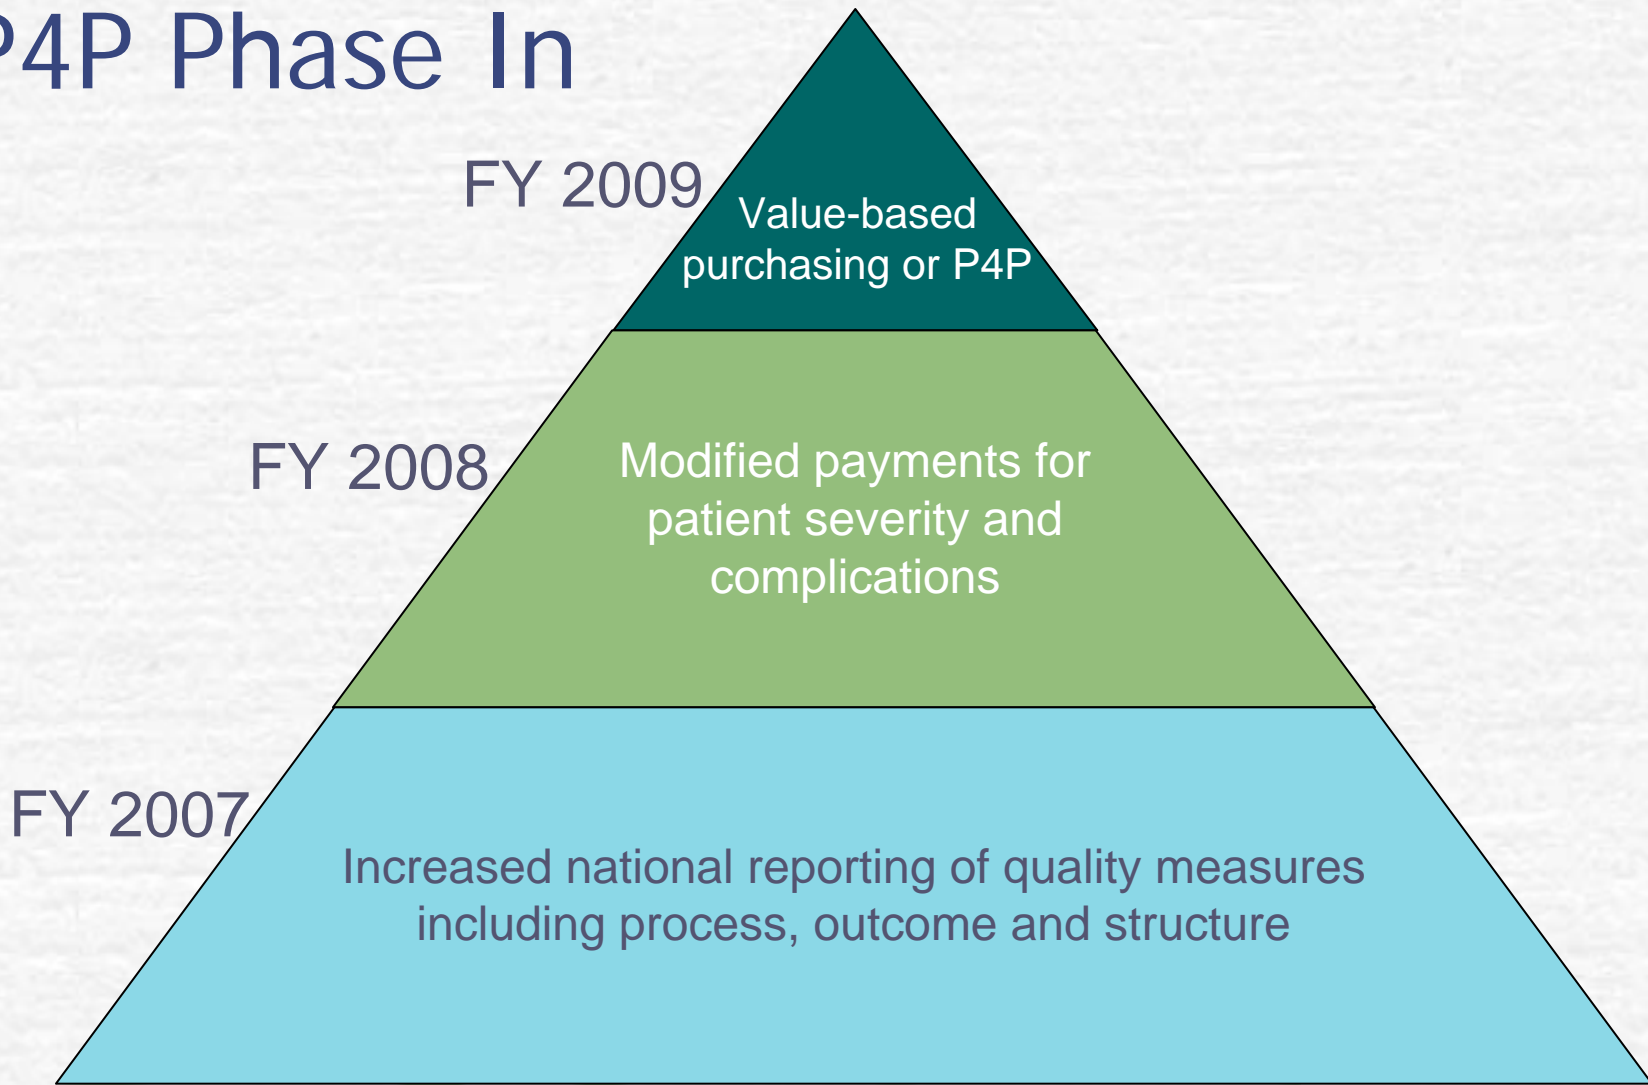 P4P Phase In
FY 2009
Value-based
purchasing or P4P
FY 2008
Modified payments for
patient severity and
complications
FY 2007
Increased national reporting of quality measures
including process, outcome and structure